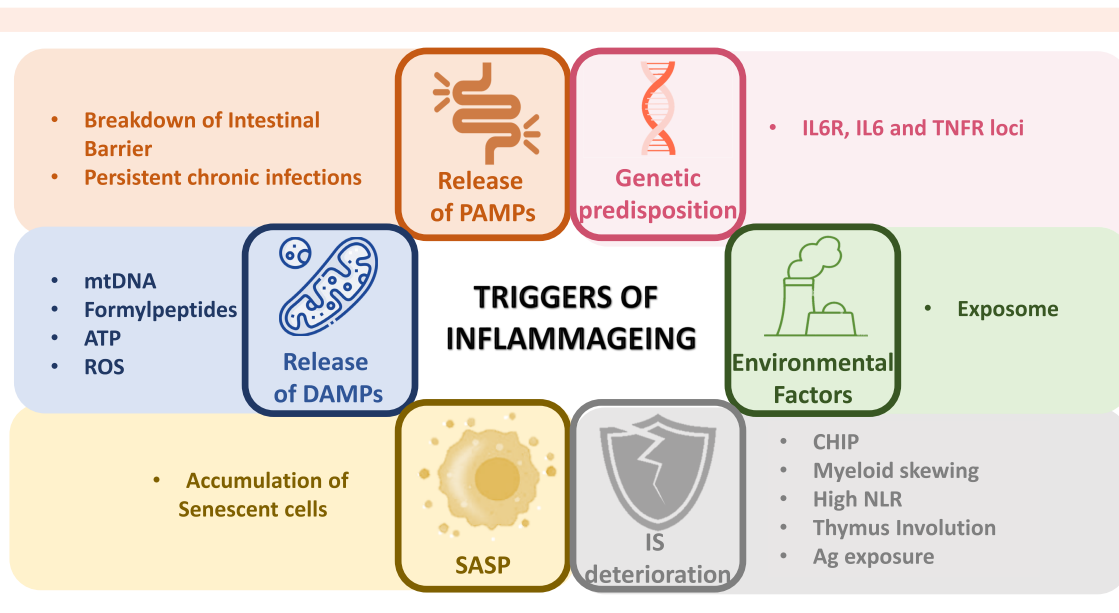 • Breakdown of Intestinal
Barrier
• Persistent chronic infections
Release
of PAMPs
Genetic
predisposition
• IL6R, IL6 and TNFR loci
• mtDNA
• Formylpeptides
• ATP
• ROS
Release
of DAMPs
TRIGGERS OF
INFLAMMAGEING
Environmental
Factors
• Exposome
• Accumulation of
Senescent cells
SASP
IS
deterioration
• CHIP
• Myeloid skewing
• High NLR
• Thymus Involution
• Ag exposure